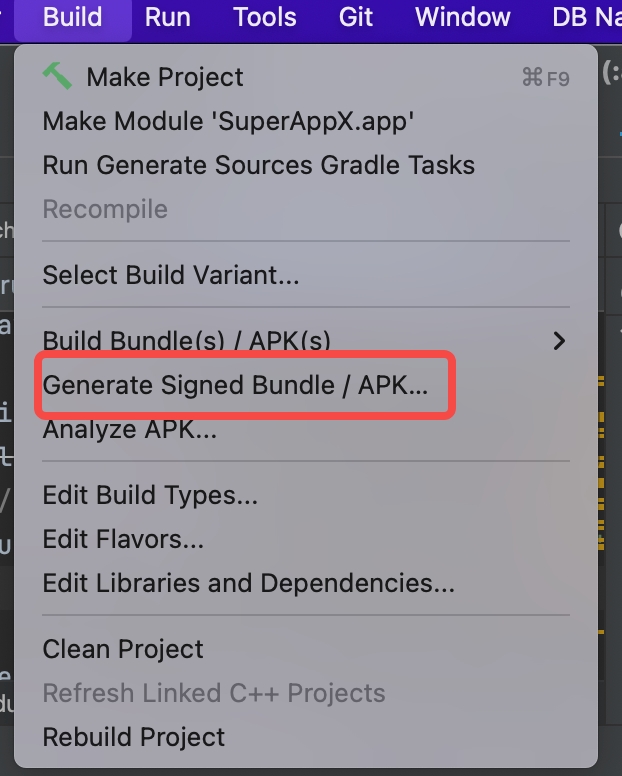 Build Run Tools Git Window DB Na
Make Project ⌘F9
Make Module 'SuperAppX.app'
Run Generate Sources Gradle Tasks
Recompile
Select Build Variant...
Build Bundle(s) / APK(s)
Generate Signed Bundle / APK...
Analyze APK...
Edit Build Types...
Edit Flavors...
Edit Libraries and Dependencies...
Clean Project
Refresh Linked C++ Projects
Rebuild Project